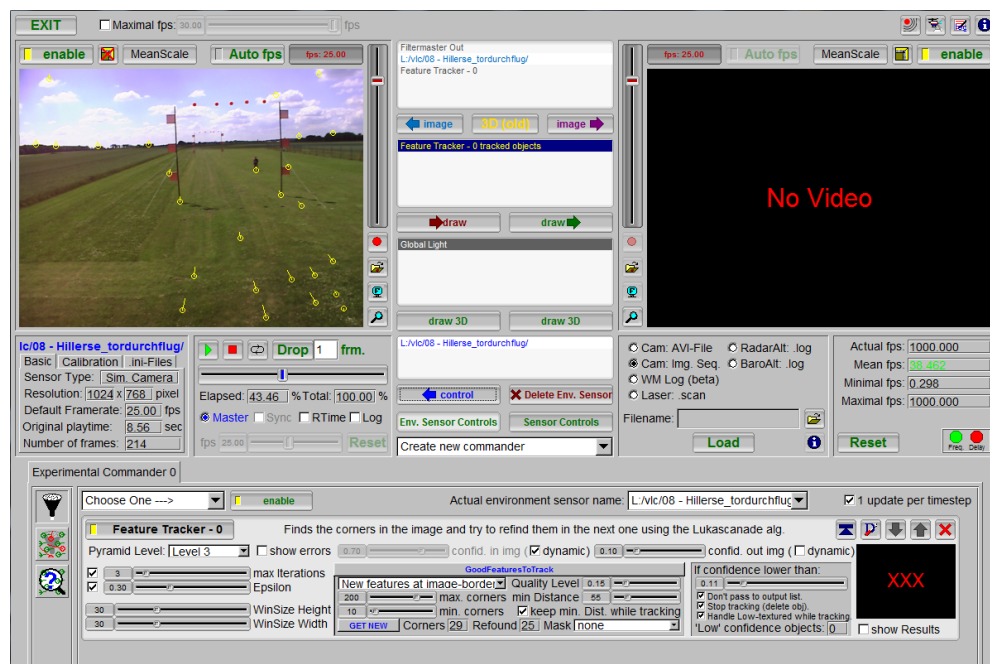 EXIT
Maximal fps: 30.00 fps
enable MeanScale Auto fps fps: 25.00
Filtermaster Out
L:/vlc/08 - Hillerse_tordurchflug/
Feature Tracker - 0
fps: 25.00 Auto fps MeanScale enable
image 3D (old) image
Feature Tracker - 0 tracked objects
No Video
draw draw
Global Light
draw 3D draw 3D
lc/08 - Hillerse_tordurchflug/
Basic Calibration .ini-Files
Sensor Type: Sim. Camera
Resolution: 1024 x 768 pixel
Default Framerate: 25.00 fps
Original playtime: 8.56 sec
Number of frames: 214
Drop 1 frm.
Elapsed: 43.46 % Total: 100.00 %
Master Sync RTime Log
fps 25.00 Reset
L:/vlc/08 - Hillerse_tordurchflug/
control Delete Env. Sensor
Env. Sensor Controls Sensor Controls
Create new commander
Cam: AVI-File RadarAlt: .log
Cam: Img. Seq. BaroAlt: .log
WM Log (beta)
Laser: .scan
Filename:
Load
Actual fps: 1000.000
Mean fps: 38.462
Minimal fps: 0.298
Maximal fps: 1000.000
Reset Freq. Delay
Experimental Commander 0
Choose One ---> enable Actual environment sensor name: L:/vlc/08 - Hillerse_tordurchflug 1 update per timestep
Feature Tracker - 0 Finds the corners in the image and try to refind them in the next one using the Lukascanade alg.
Pyramid Level: Level 3 show errors 0.70 confid. in img ( dynamic) 0.10 confid. out img ( dynamic)
3 max Iterations
0.30 Epsilon
30 WinSize Height
30 WinSize Width
GoodFeaturesToTrack
New features at image-border Quality Level 0.15
200 max. corners min Distance 55
10 min. corners keep min. Dist. while tracking
GET NEW Corners 29 Refound 25 Mask none
If confidence lower than:
0.11
Don't pass to output list.
Stop tracking (delete obj).
Handle Low-textured while tracking.
'Low' confidence objects: 0
XXX
show Results